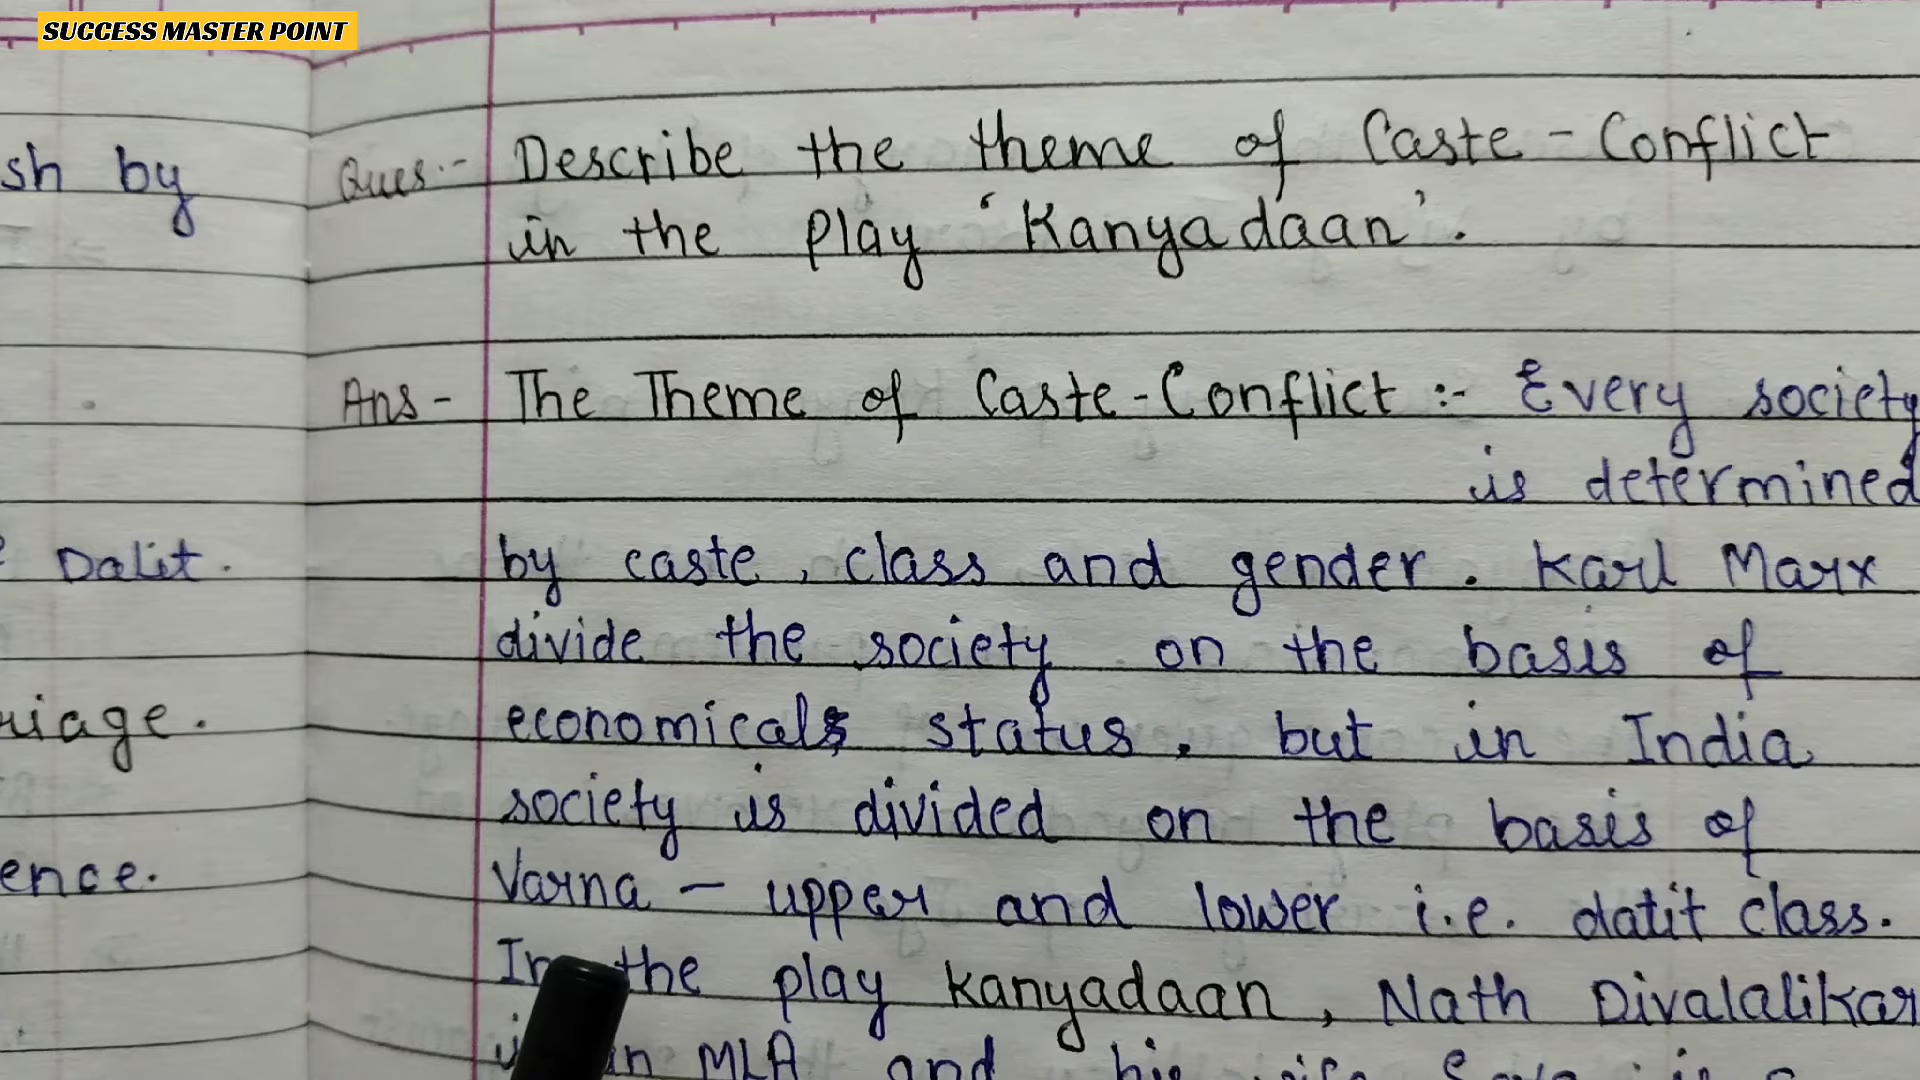 SUCCESS MASTER POINT
sh by
Dalit.
riage.
ence.
Ques:- Describe the theme of Caste-Conflict
in the play 'Kanyadaan'.
Ans- The Theme of Caste-Conflict :- Every society
is determined
by caste, class and gender. Karl Marx
divide the society on the basis of
economicals status, but in India
society is divided on the basis of
Varna – upper and lower i.e. datit class.
In the play Kanyadaan, Nath Divalalikar
in MLA and his